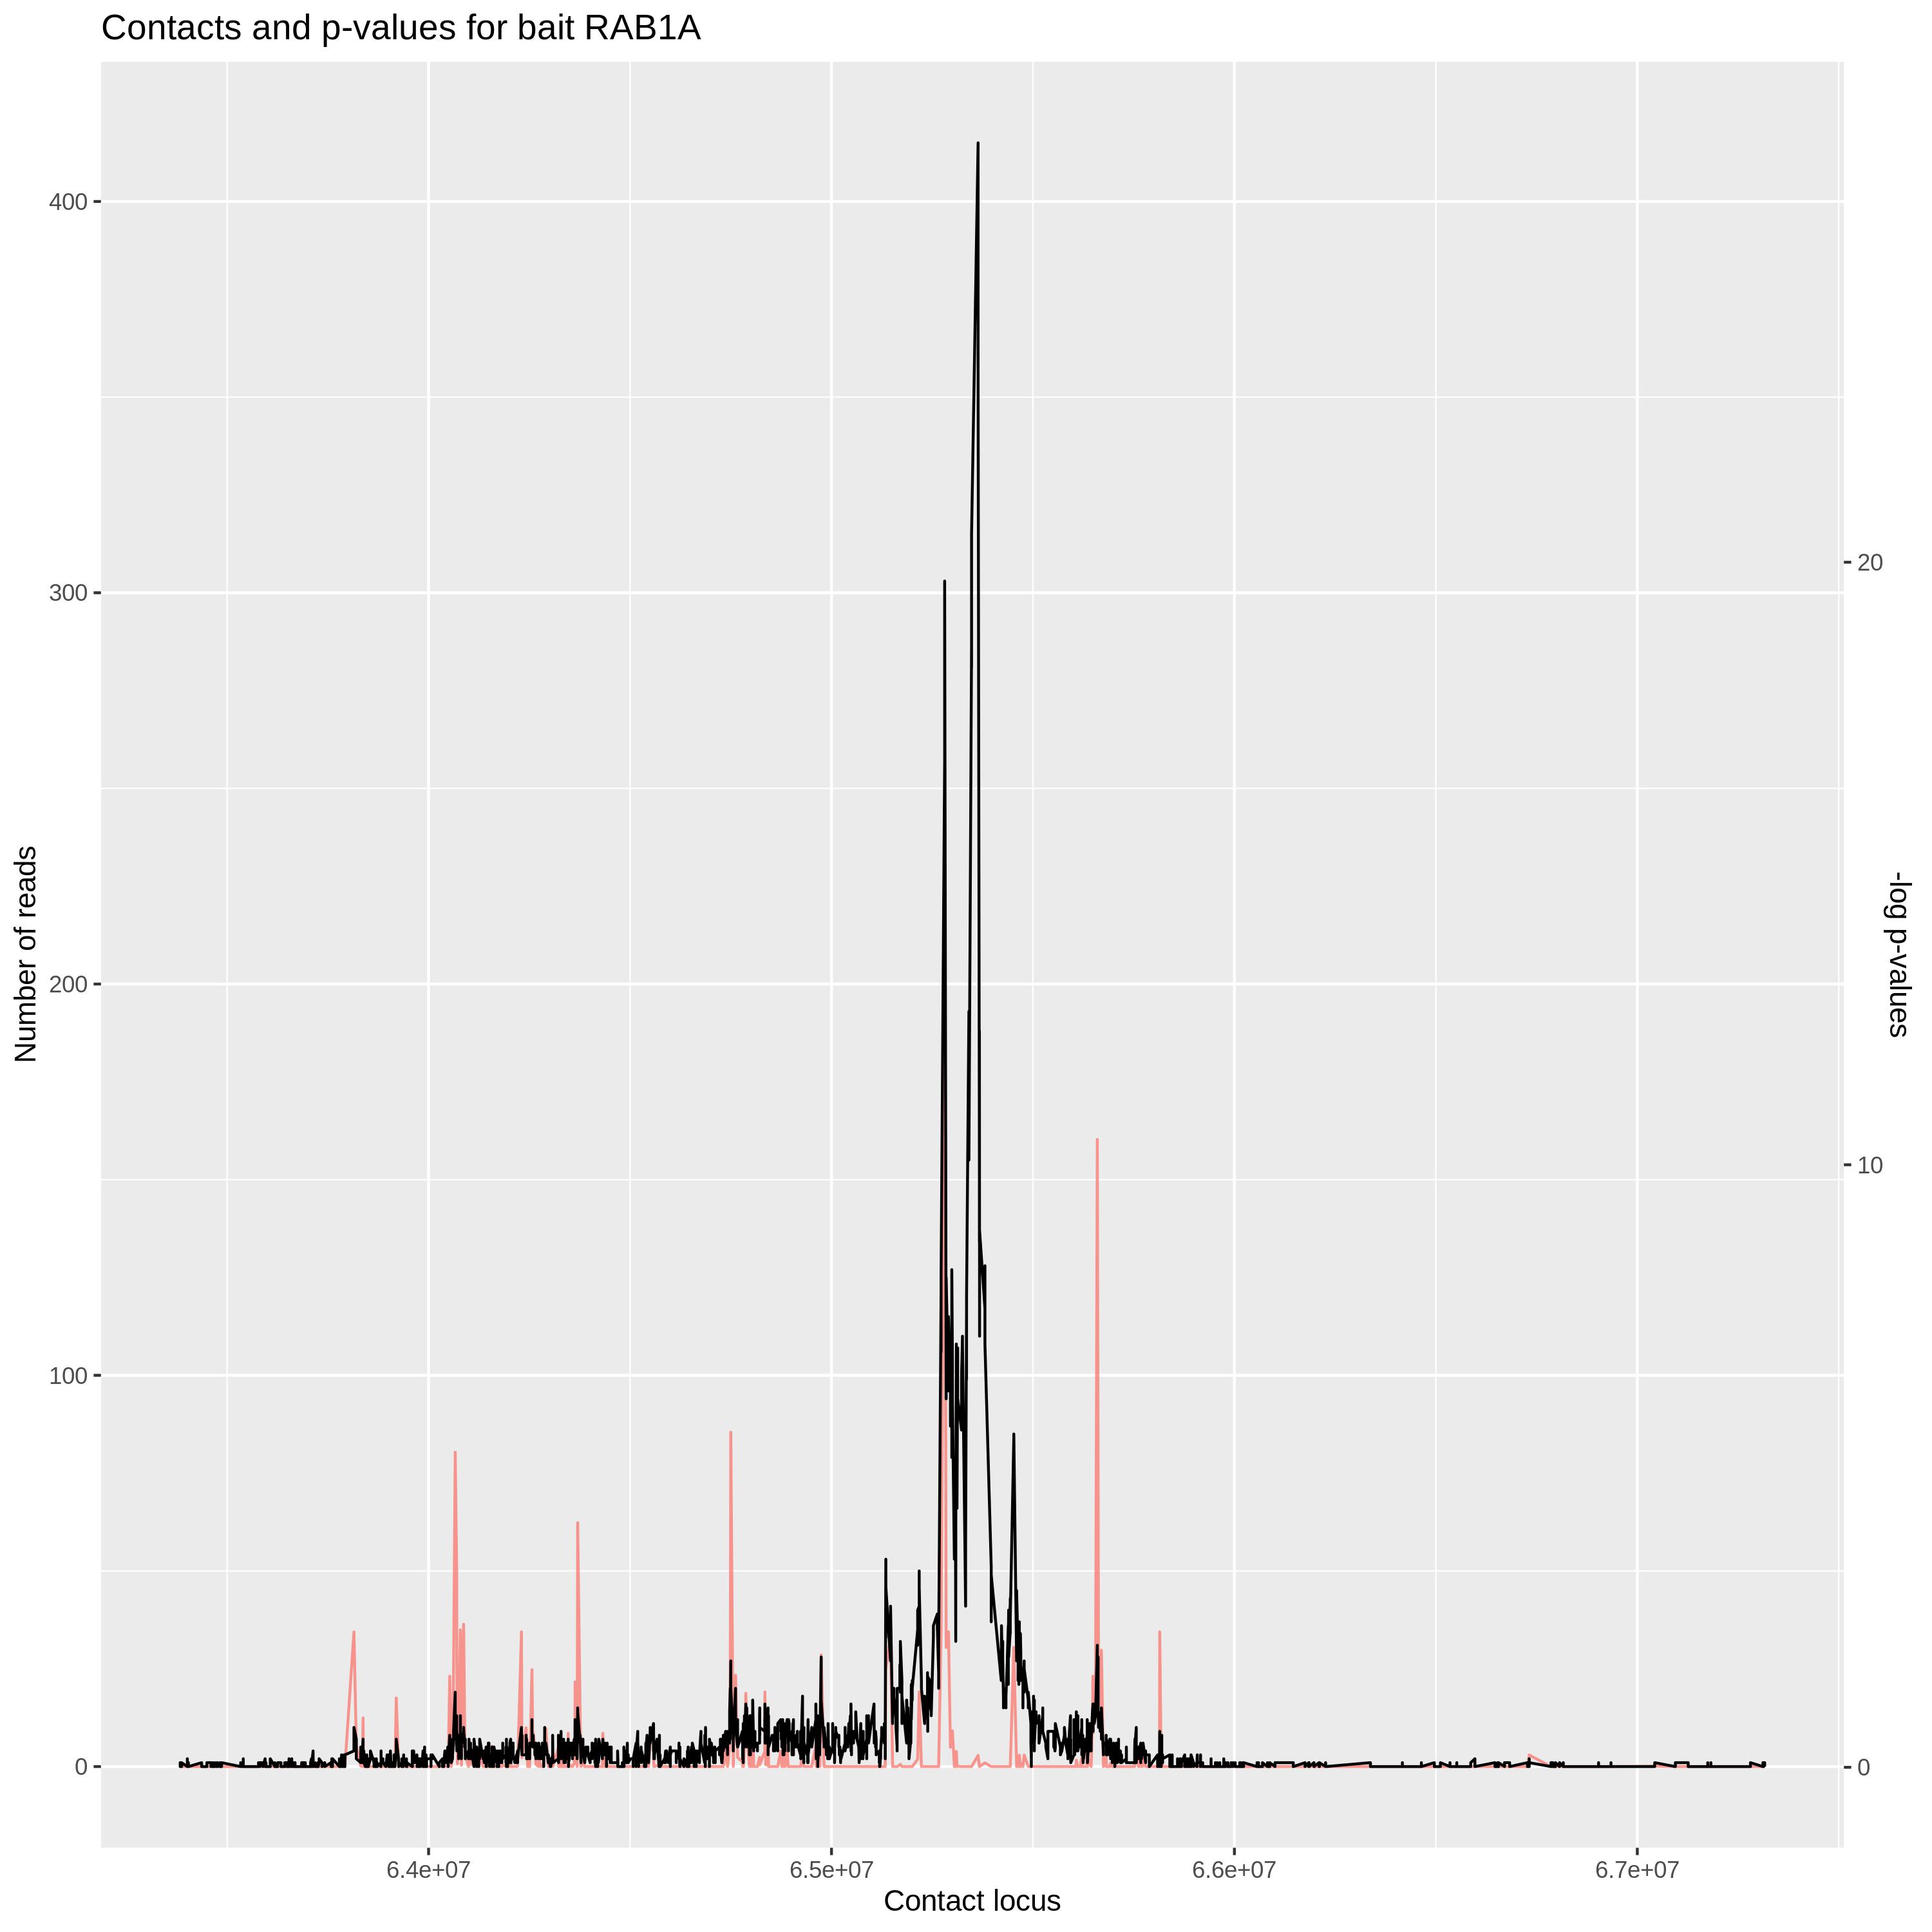 Contacts and p-values for bait RAB1A
400
300
200
100
0
Number of reads
20
10
0
-log p-values
6.4e+07
6.5e+07
6.6e+07
6.7e+07
Contact locus